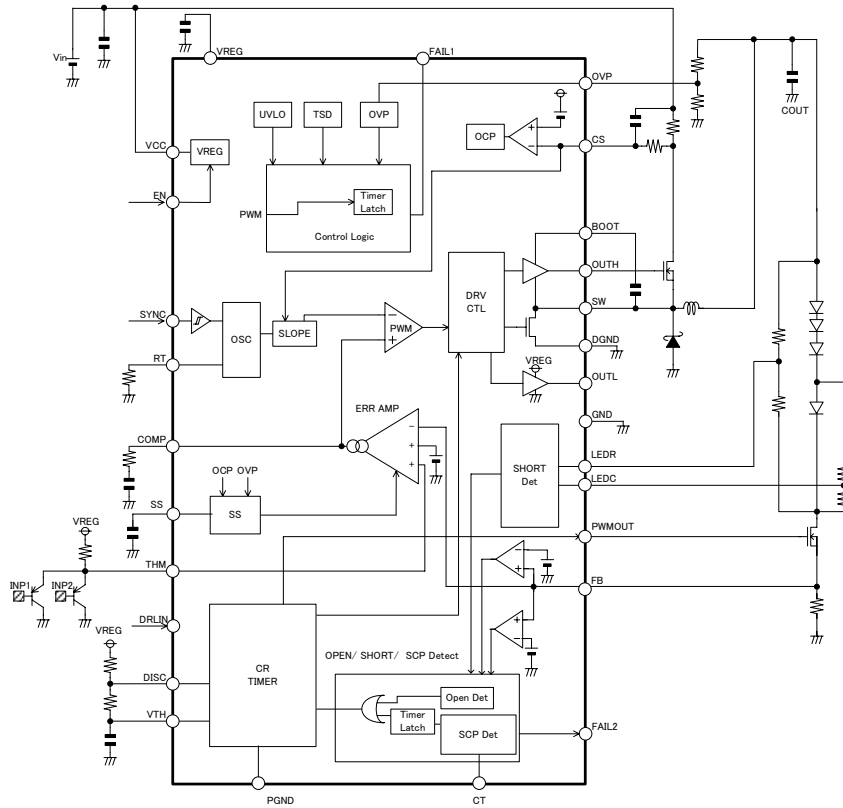 VREG
FAIL1
Vin
OVP
COUT
UVLO
TSD
OVP
OCP
+
−
CS
VCC
VREG
EN
PWM
Timer
Latch
Control Logic
BOOT
OUTH
DRV
CTL
SW
SYNC
OSC
SLOPE
−
PWM
+
DGND
RT
VREG
OUTL
ERR AMP
GND
COMP
−
+
+
SHORT
Det
LEDR
LEDC
OCP OVP
SS
SS
VREG
PWMOUT
THM
−
+
FB
INP1
INP2
DRLIN
+
−
VREG
CR
TIMER
OPEN/ SHORT/ SCP Detect
DISC
Open Det
Timer
Latch
VTH
SCP Det
FAIL2
PGND
CT